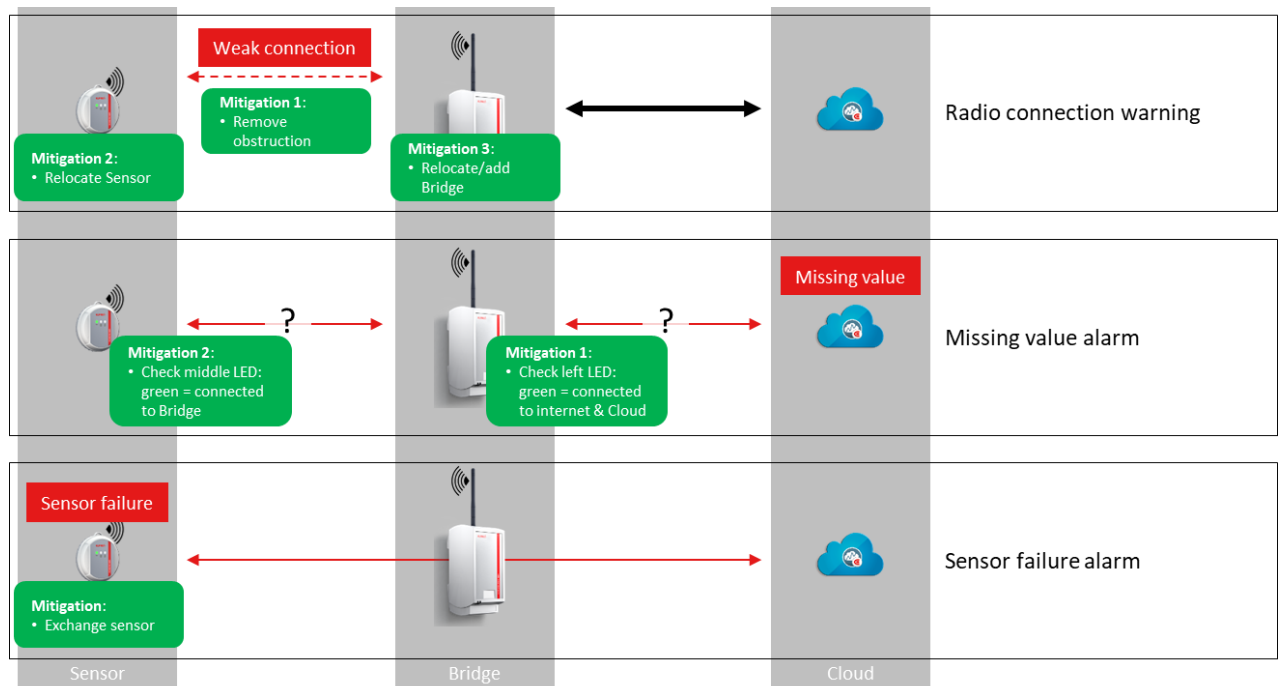 Weak connection
Mitigation 1:
• Remove
obstruction
Mitigation 2:
• Relocate Sensor
Mitigation 3:
• Relocate/add
Bridge
Radio connection warning
Missing value
?
?
Mitigation 2:
• Check middle LED:
green = connected
to Bridge
Mitigation 1:
• Check left LED:
green = connected
to internet & Cloud
Missing value alarm
Sensor failure
Mitigation:
• Exchange sensor
Sensor failure alarm
Sensor
Bridge
Cloud